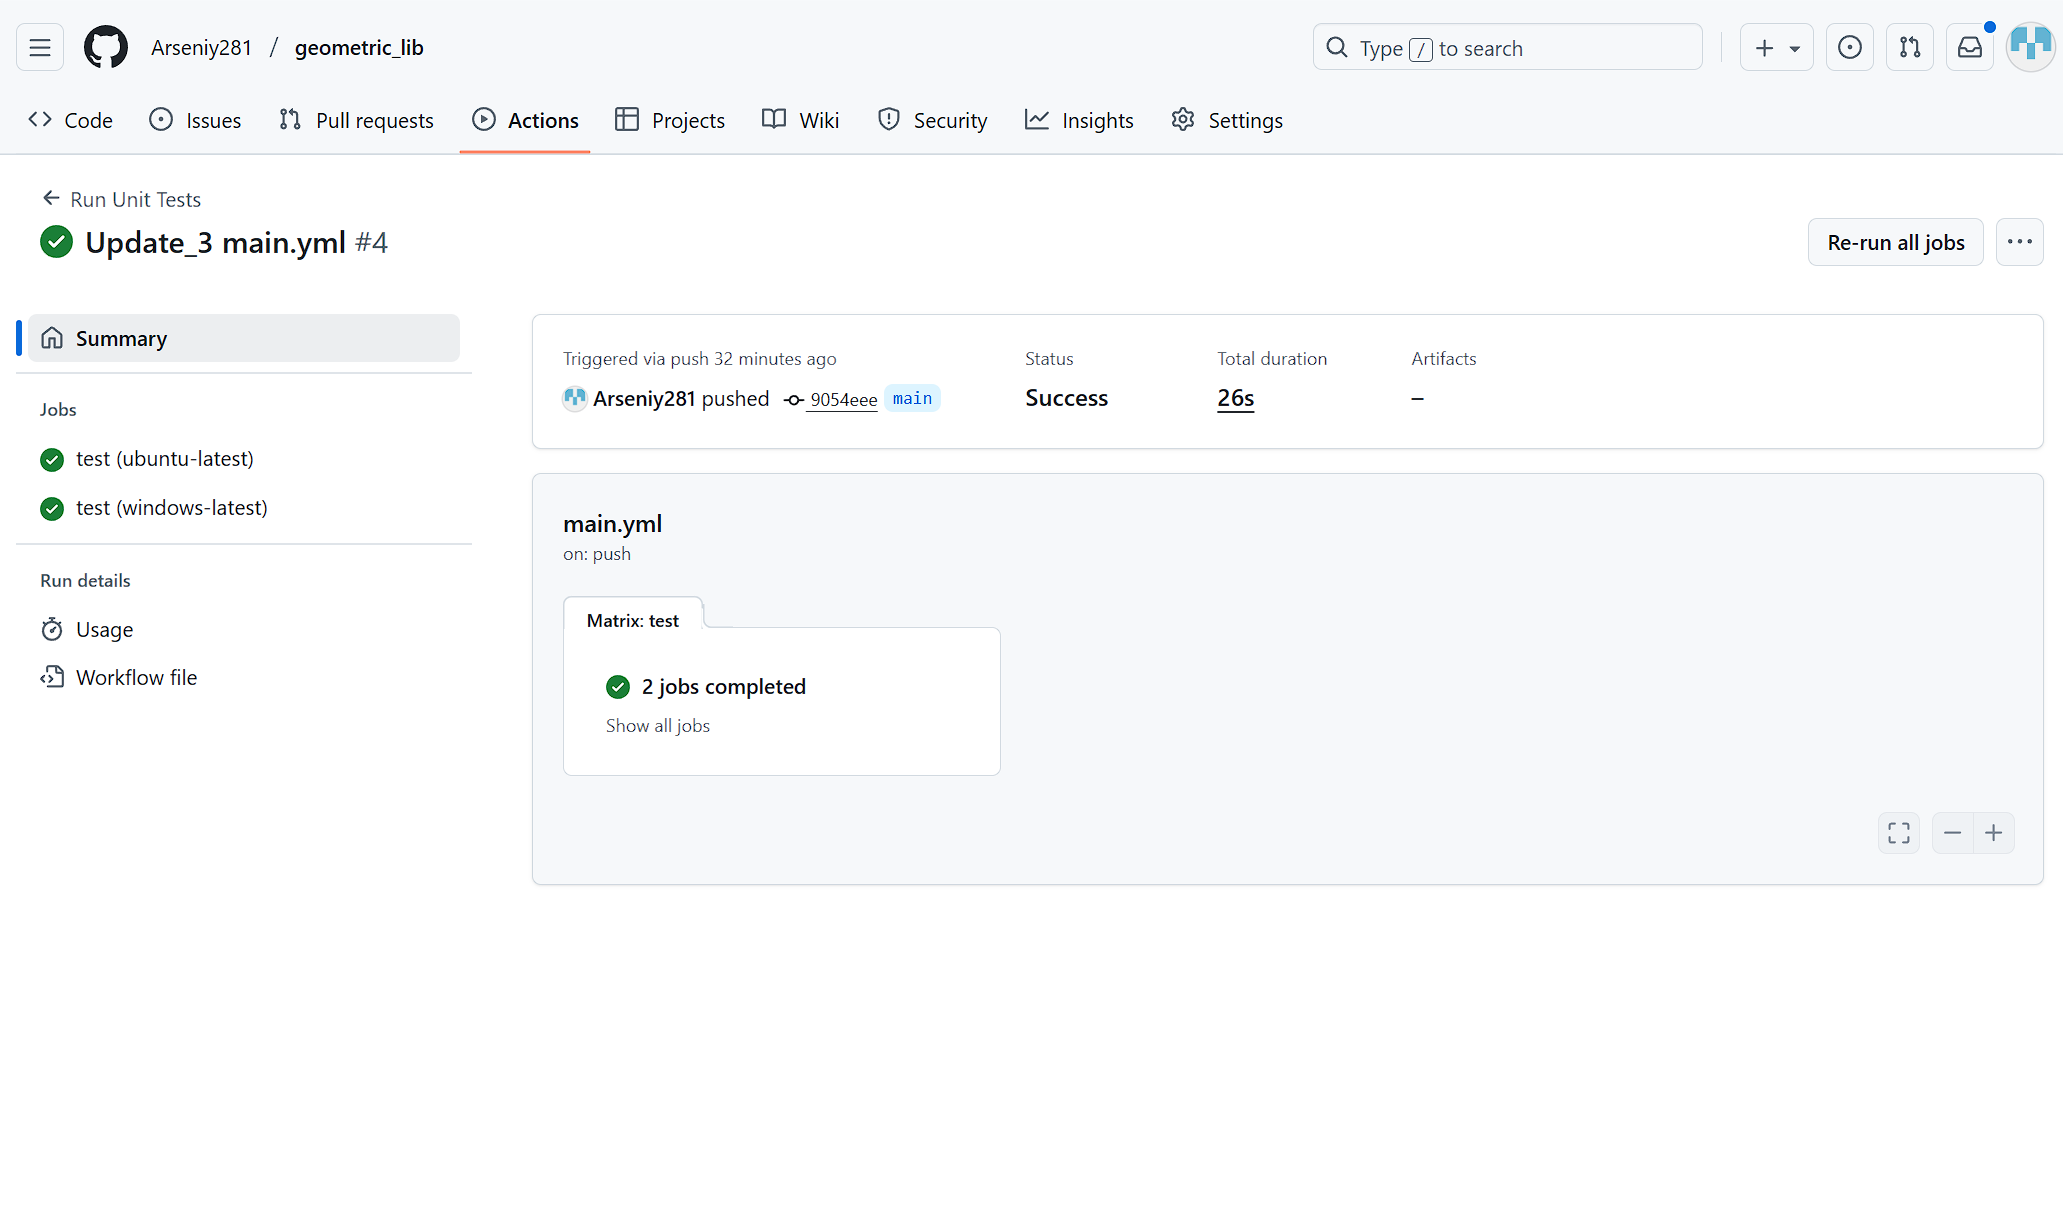 Arseniy281 / geometric_lib
Type / to search
Code Issues Pull requests Actions Projects Wiki Security Insights Settings
Run Unit Tests
Update_3 main.yml #4
Re-run all jobs
Summary
Jobs
test (ubuntu-latest)
test (windows-latest)
Run details
Usage
Workflow file
Triggered via push 32 minutes ago
Arseniy281 pushed 9054eee main
Status
Success
Total duration
26s
Artifacts
–
main.yml
on: push
Matrix: test
2 jobs completed
Show all jobs